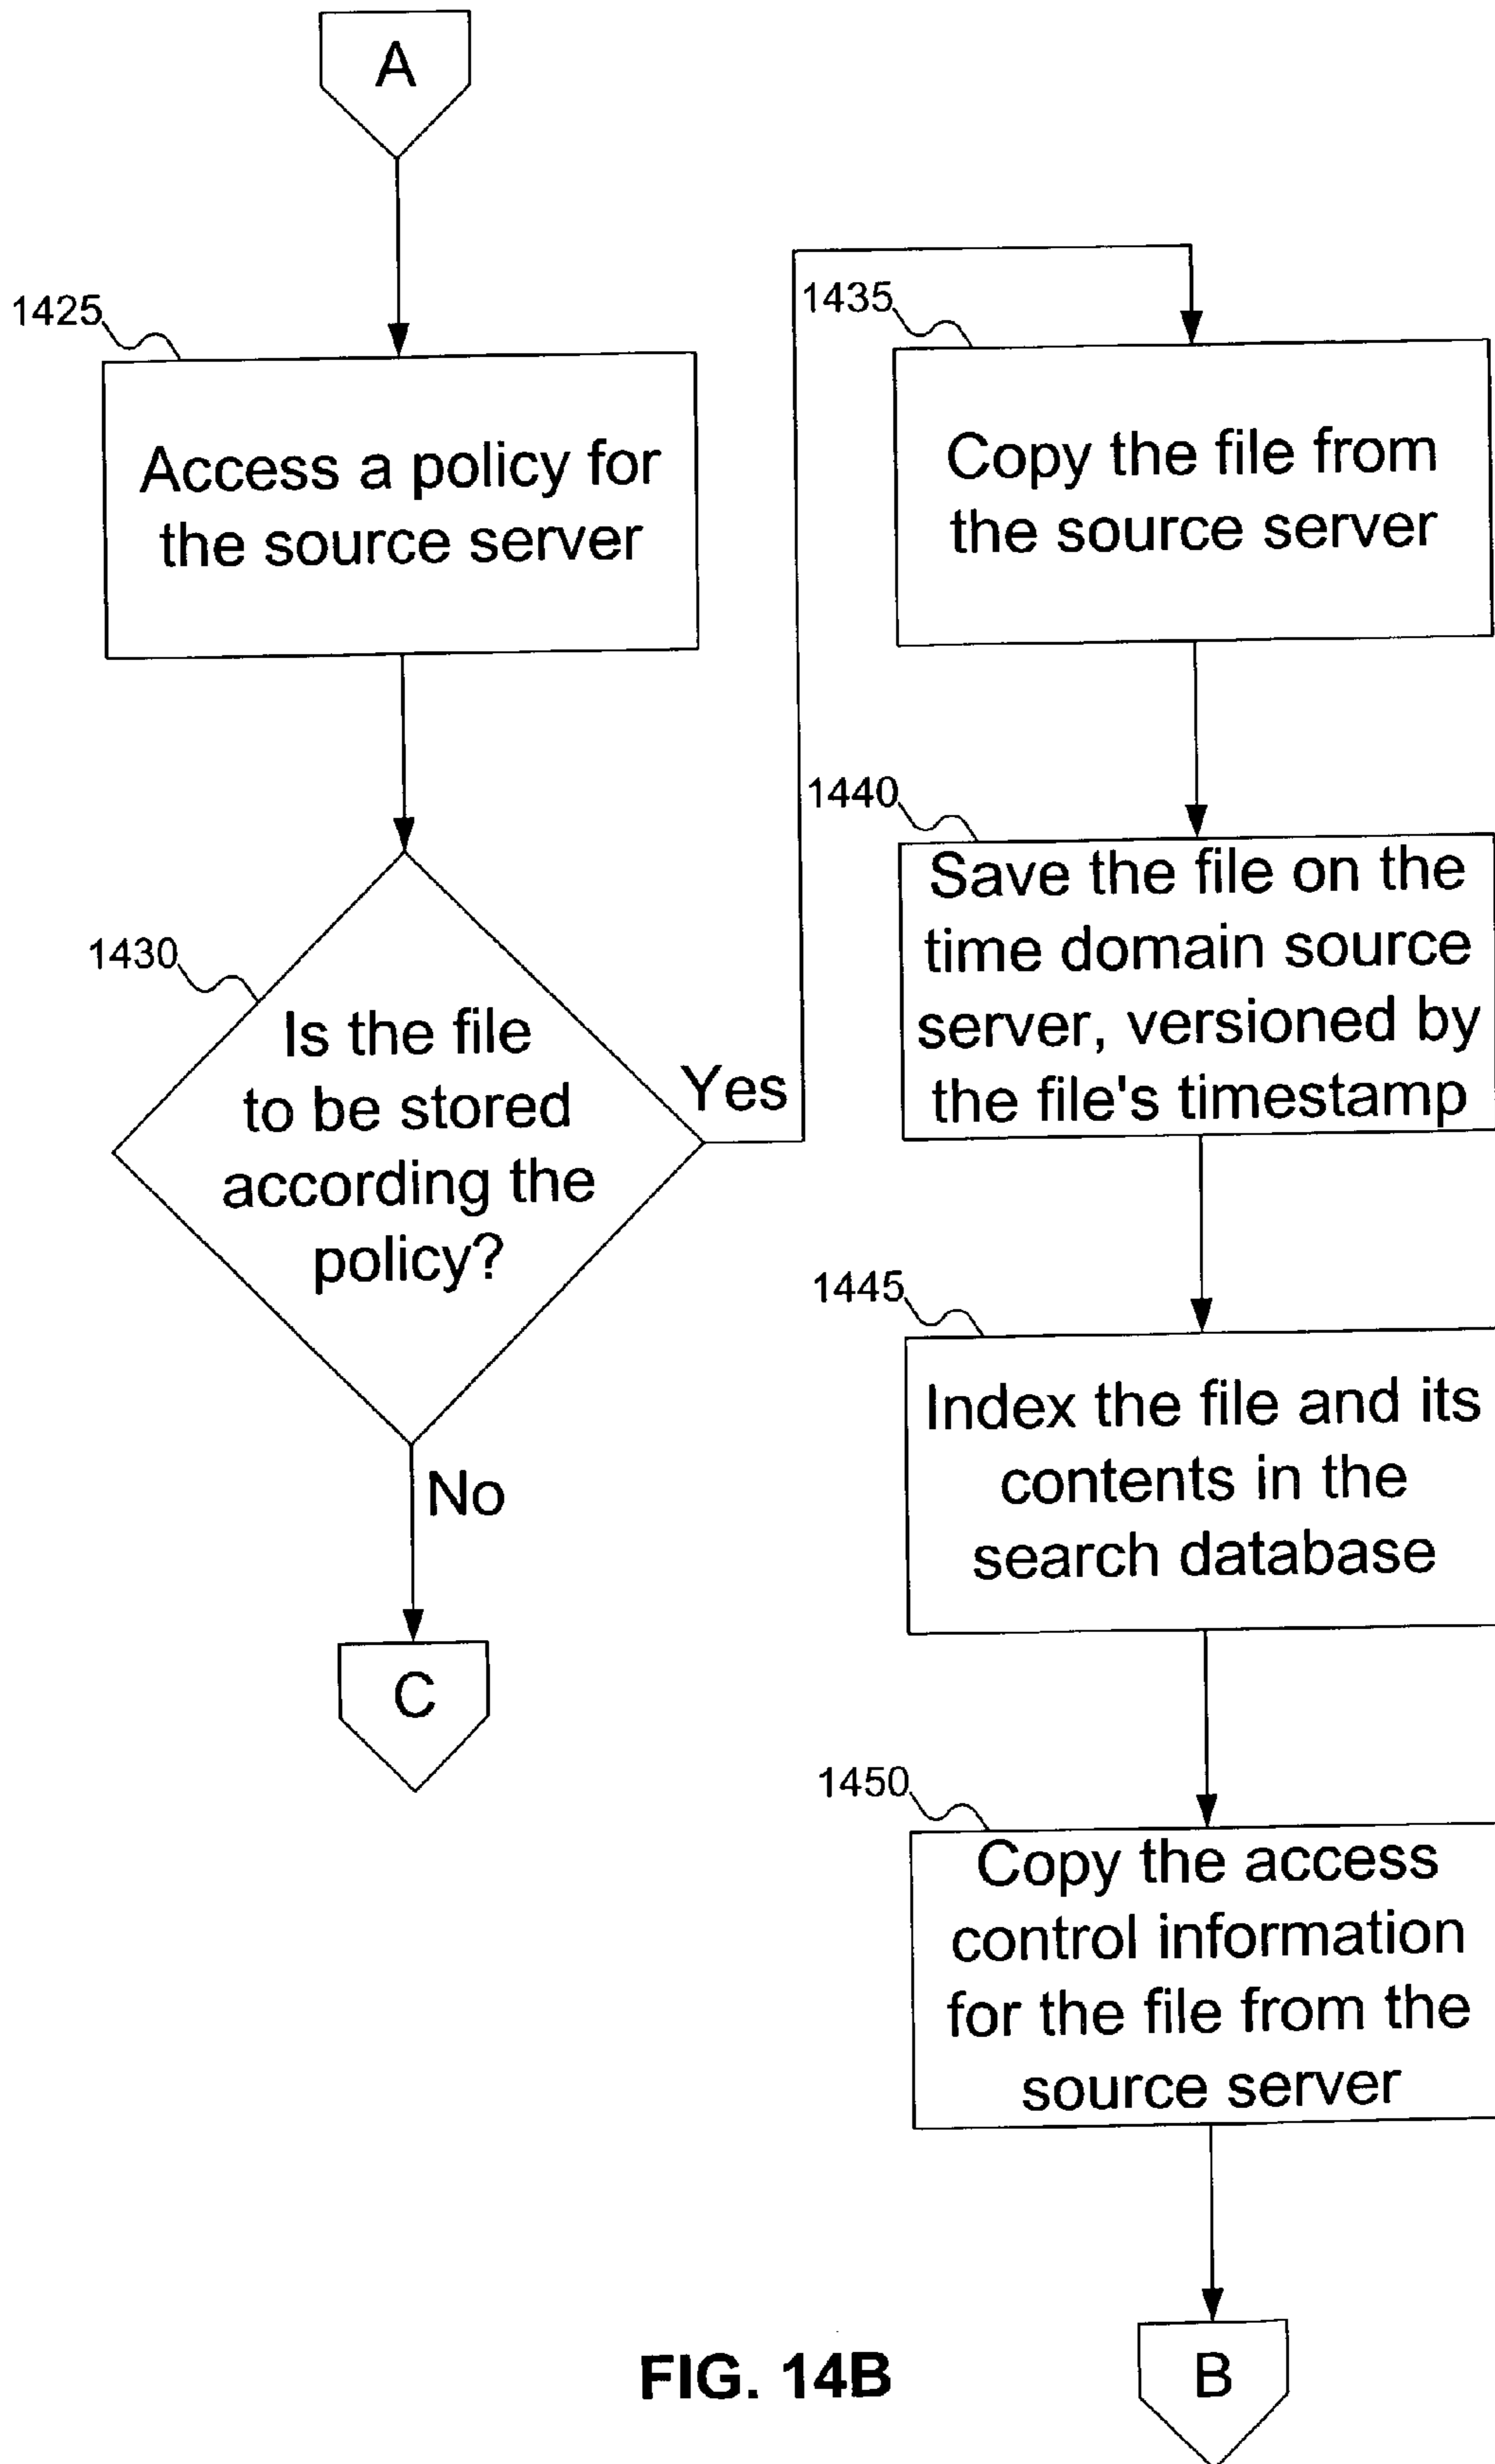 A
1425
Access a policy for
the source server
1430
Is the file
to be stored
according the
policy?
Yes
No
C
1435
Copy the file from
the source server
1440
Save the file on the
time domain source
server, versioned by
the file's timestamp
1445
Index the file and its
contents in the
search database
1450
Copy the access
control information
for the file from the
source server
B
FIG. 14B